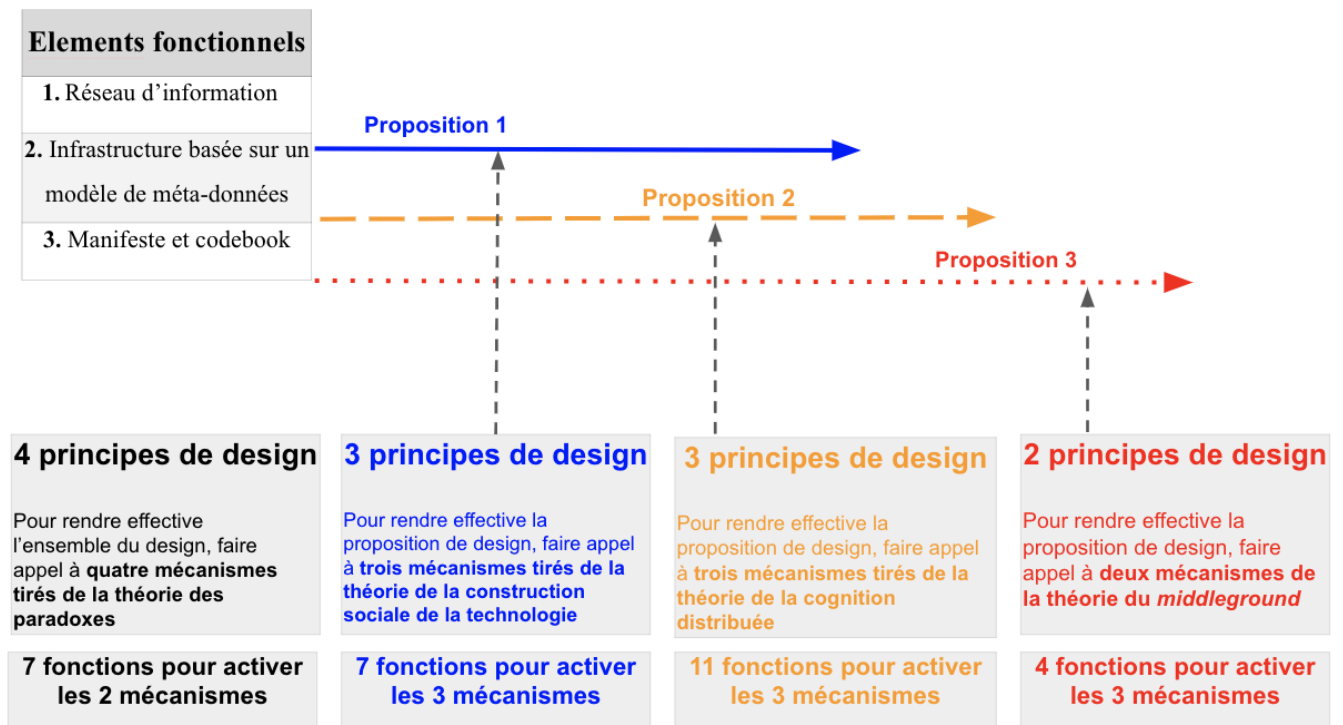 Elements fonctionnels
1. Réseau d’information
2. Infrastructure basée sur un
modèle de méta-données
3. Manifeste et codebook
Proposition 1
Proposition 2
Proposition 3
4 principes de design
Pour rendre effective
l’ensemble du design, faire
appel à quatre mécanismes
tirés de la théorie des
paradoxes
7 fonctions pour activer
les 2 mécanismes
3 principes de design
Pour rendre effective la
proposition de design, faire appel
à trois mécanismes tirés de la
théorie de la construction
sociale de la technologie
7 fonctions pour activer
les 3 mécanismes
3 principes de design
Pour rendre effective la
proposition de design, faire appel
à trois mécanismes tirés de la
théorie de la cognition
distribuée
11 fonctions pour activer
les 3 mécanismes
2 principes de design
Pour rendre effective la
proposition de design, faire
appel à deux mécanismes de
la théorie du middleground
4 fonctions pour activer
les 3 mécanismes